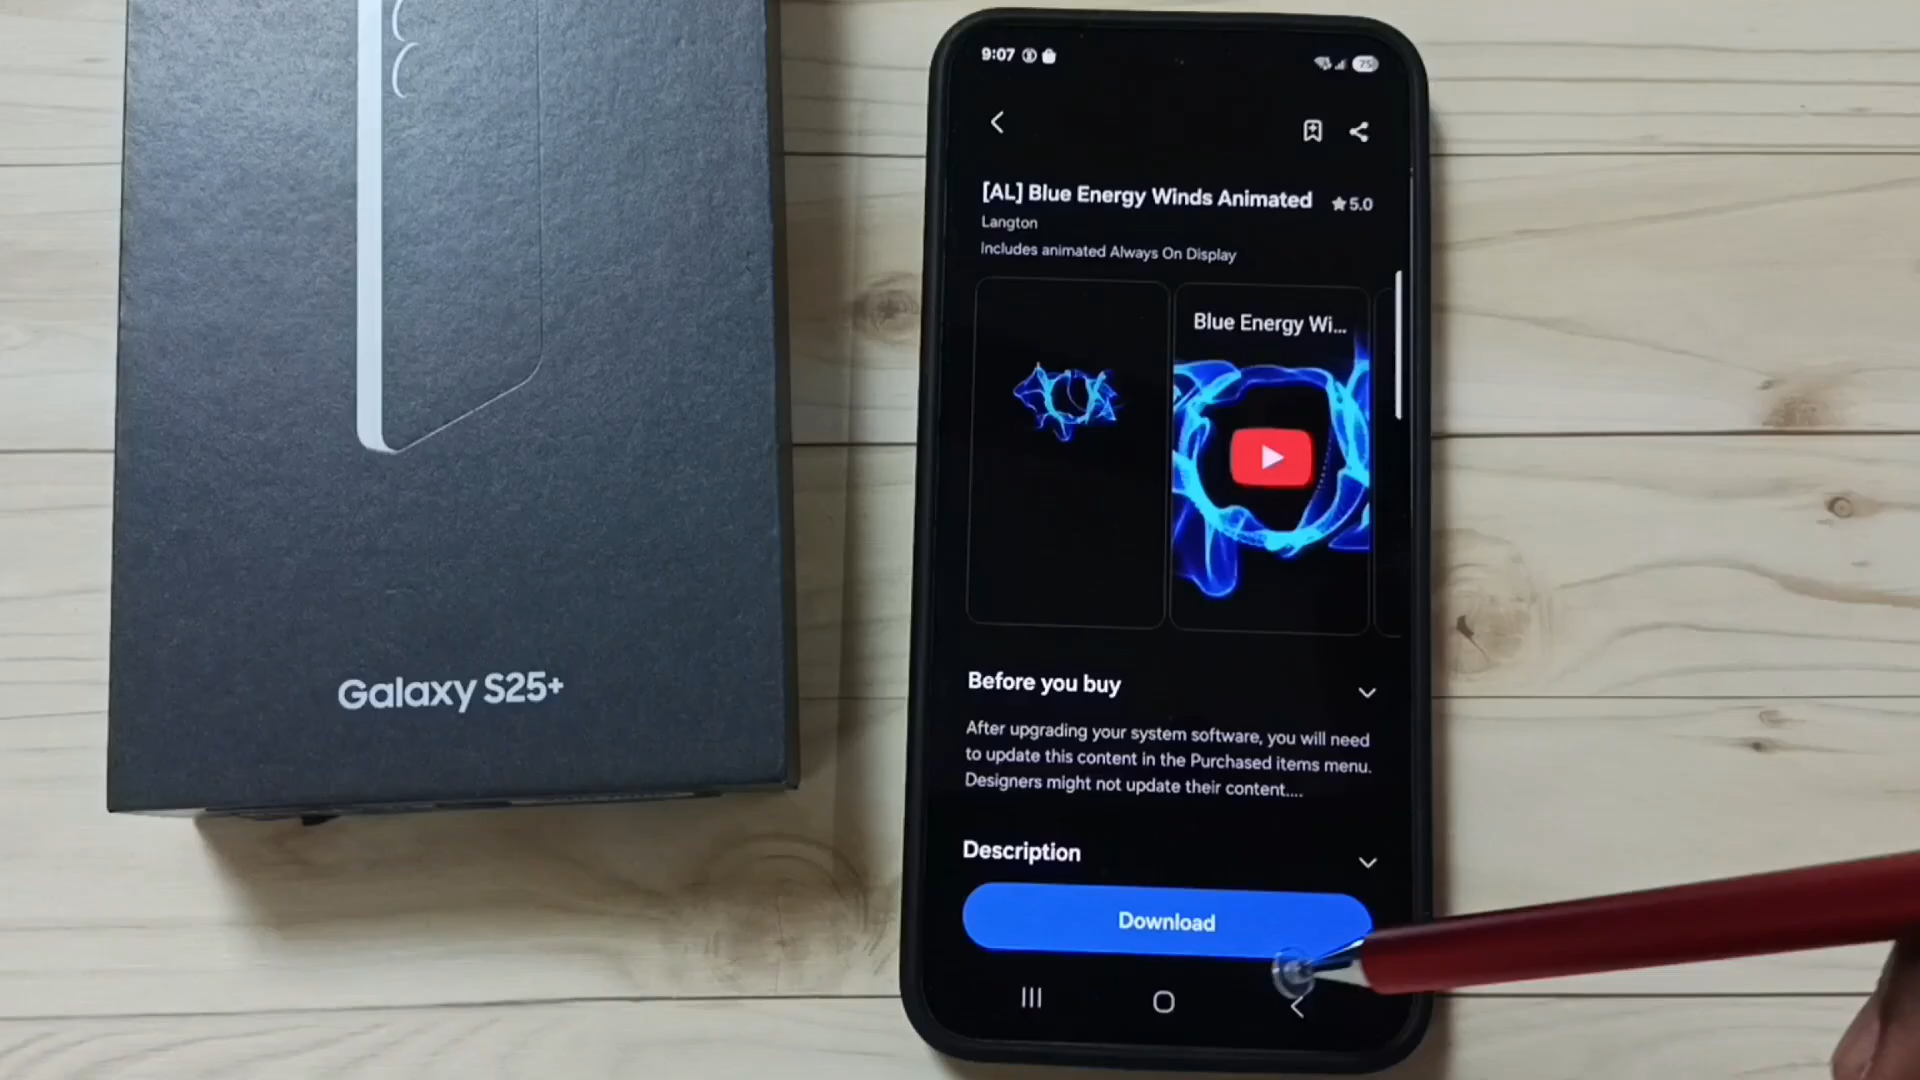 Galaxy S25+
9:07
75
[AL] Blue Energy Winds Animated
★5.0
Langton
Includes animated Always On Display
Blue Energy Wi...
Before you buy
After upgrading your system software, you will need
to update this content in the Purchased items menu.
Designers might not update their content....
Description
Download